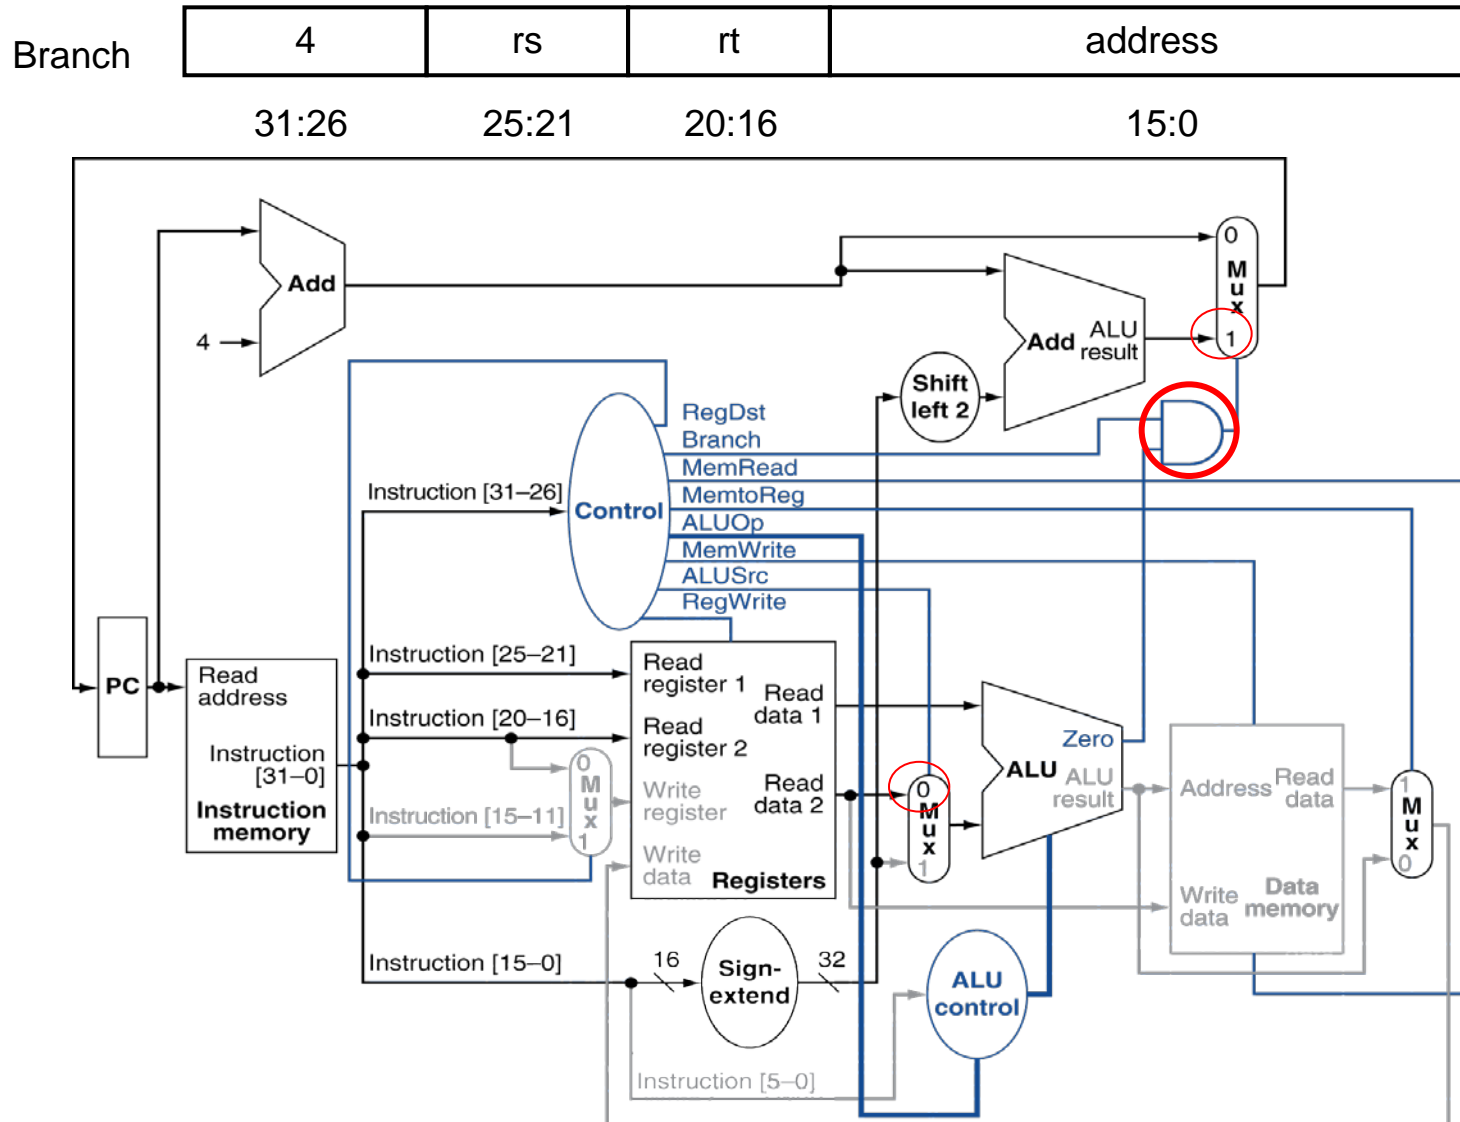 Branch
4
rs
rt
address
31:26
25:21
20:16
15:0
Add
4
0
M
u
x
1
Add
ALU
result
Shift
left 2
RegDst
Branch
MemRead
MemtoReg
ALUOp
MemWrite
ALUSrc
RegWrite
Instruction [31–26]
Control
PC
Read
address
Instruction
[31–0]
Instruction
memory
Instruction [25–21]
Instruction [20–16]
Instruction [15–11]
0
M
u
x
1
Read
register 1
Read
data 1
Read
register 2
Read
data 2
Write
register
Write
data
Registers
0
M
u
x
1
Zero
ALU
ALU
result
Address
Read
data
Write
data
Data
memory
1
M
u
x
0
Instruction [15–0]
16
Sign-
extend
32
ALU
control
Instruction [5–0]